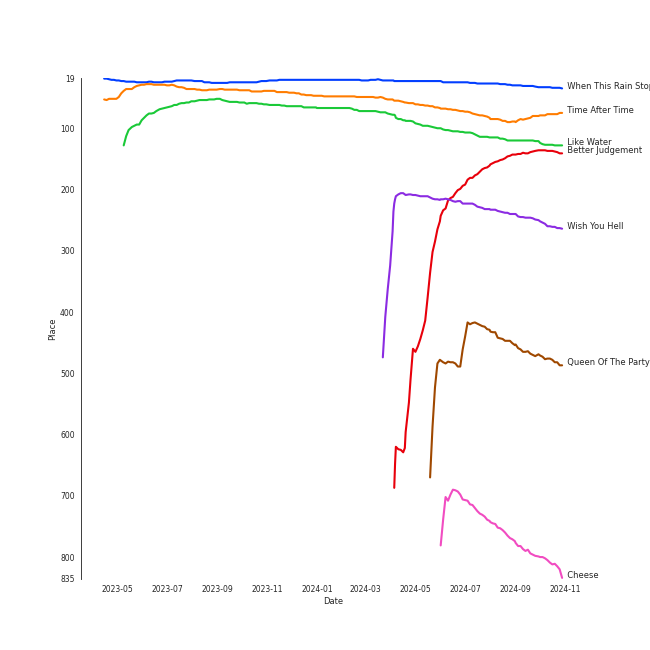 19
100
200
300
400
500
600
700
800
835
Place
2023-05
2023-07
2023-09
2023-11
2024-01
2024-03
2024-05
2024-07
2024-09
2024-11
Date
When This Rain Stop
Time After Time
Like Water
Better Judgement
Wish You Hell
Queen Of The Party
Cheese